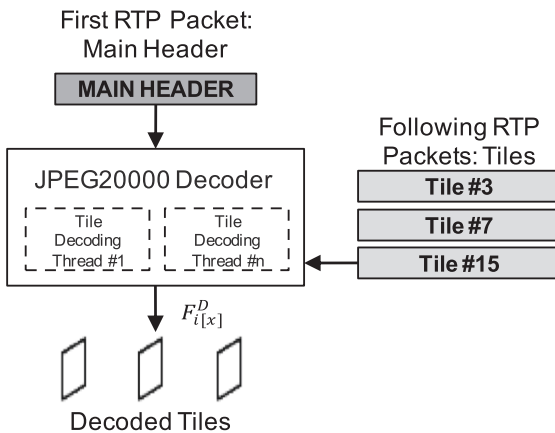 First RTP Packet:
Main Header
MAIN HEADER
JPEG20000 Decoder
Tile
Decoding
Thread #1
Tile
Decoding
Thread #n
Following RTP
Packets: Tiles
Tile #3
Tile #7
Tile #15
F^D_{i[x]}
Decoded Tiles